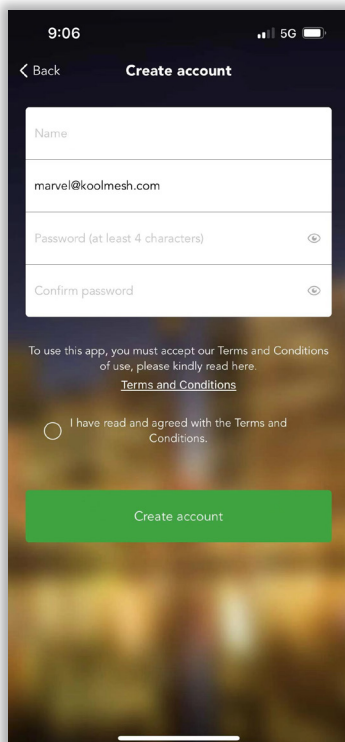 9:06 5G
Back Create account
Name
marvel@koolmesh.com
Password (at least 4 characters)
Confirm password
To use this app, you must accept our Terms and Conditions
of use, please kindly read here.
Terms and Conditions
I have read and agreed with the Terms and
Conditions.
Create account